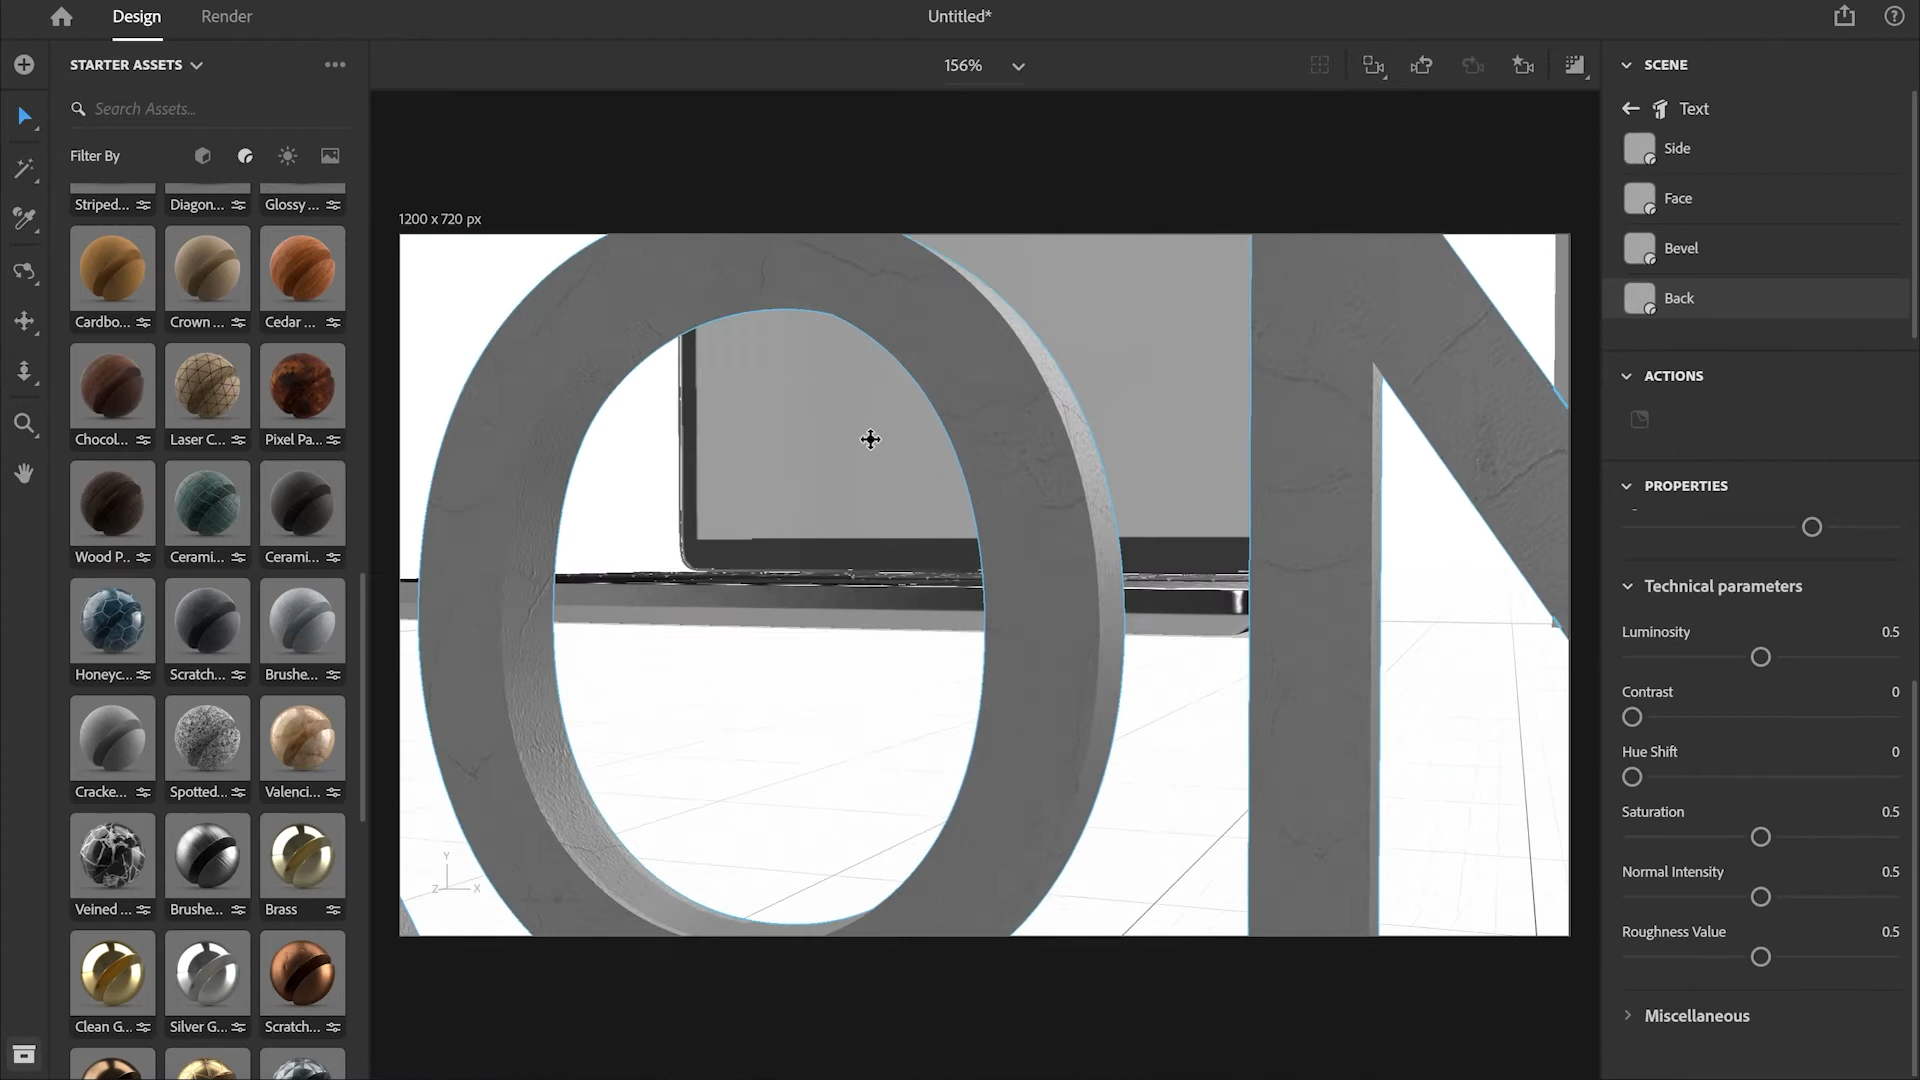 Design Render Untitled*
STARTER ASSETS 156% SCENE
Search Assets...
Text
Filter By
Side
Striped... Diagon... Glossy ...
Face
1200 x 720 px
Bevel
Back
Cardbo... Crown ... Cedar ...
ACTIONS
Chocol... Laser C... Pixel Pa...
PROPERTIES
Wood P... Cerami... Cerami...
Technical parameters
Luminosity 0.5
Honeyc... Scratch... Brushe...
Contrast 0
Hue Shift 0
Cracke... Spotted... Valenci...
Saturation 0.5
Normal Intensity 0.5
Y
Z X
Veined ... Brushe... Brass
Roughness Value 0.5
Miscellaneous
Clean G... Silver G... Scratch...
ON